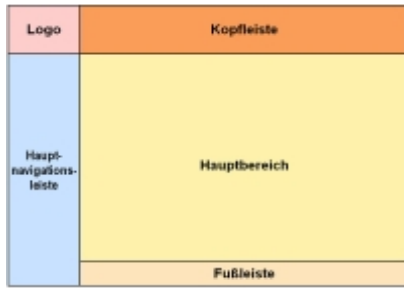 Logo
Kopfleiste
Haupt-
navigations-
leiste
Hauptbereich
Fußleiste